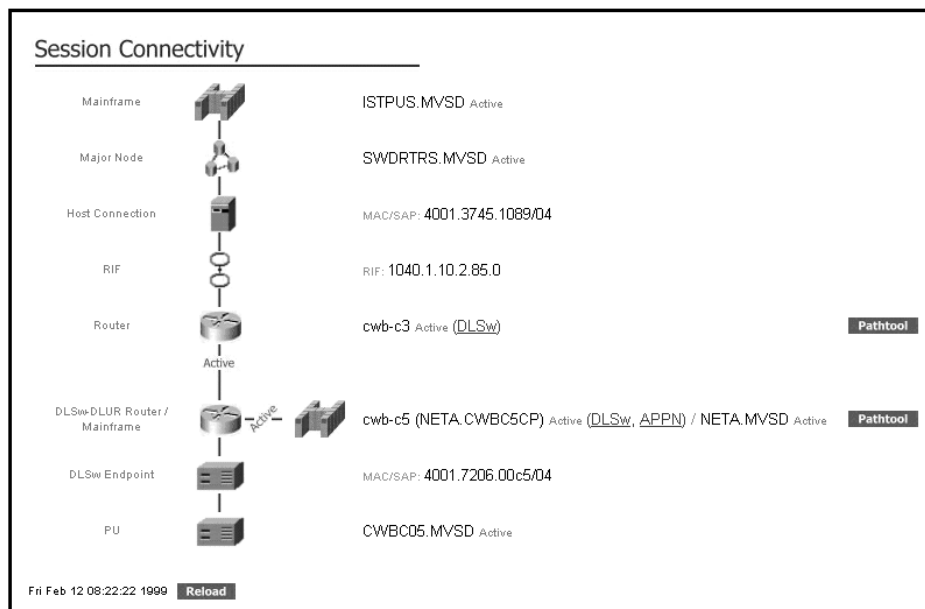 Session Connectivity
Mainframe ISTPUS.MVSD Active
Major Node SWDRTRS.MVSD Active
Host Connection MAC/SAP: 4001.3745.1089/04
RIF RIF: 1040.1.10.2.85.0
Router cwb-c3 Active (DLSw) Pathtool
Active
DLSw-DLUR Router /
Mainframe Active cwb-c5 (NETA.CWBC5CP) Active (DLSw, APPN) / NETA.MVSD Active Pathtool
DLSw Endpoint MAC/SAP: 4001.7206.00c5/04
PU CWBC05.MVSD Active
Fri Feb 12 08:22:22 1999 Reload